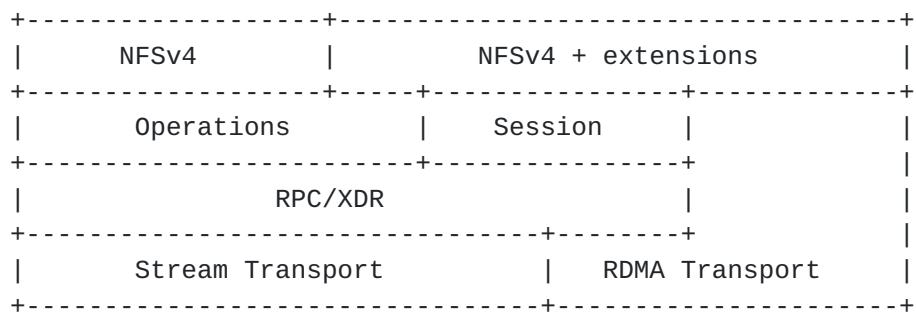 NFSv4 NFSv4 + extensions
Operations Session
RPC/XDR
Stream Transport RDMA Transport